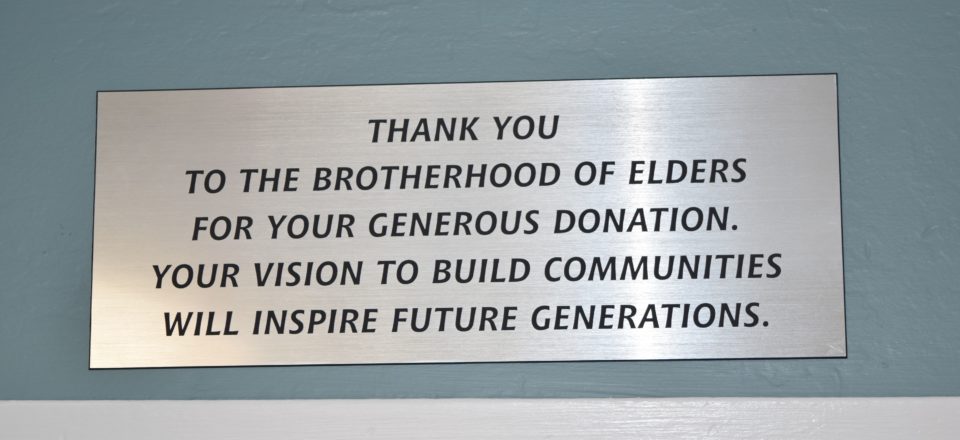 THANK YOU
TO THE BROTHERHOOD OF ELDERS
FOR YOUR GENEROUS DONATION.
YOUR VISION TO BUILD COMMUNITIES
WILL INSPIRE FUTURE GENERATIONS.